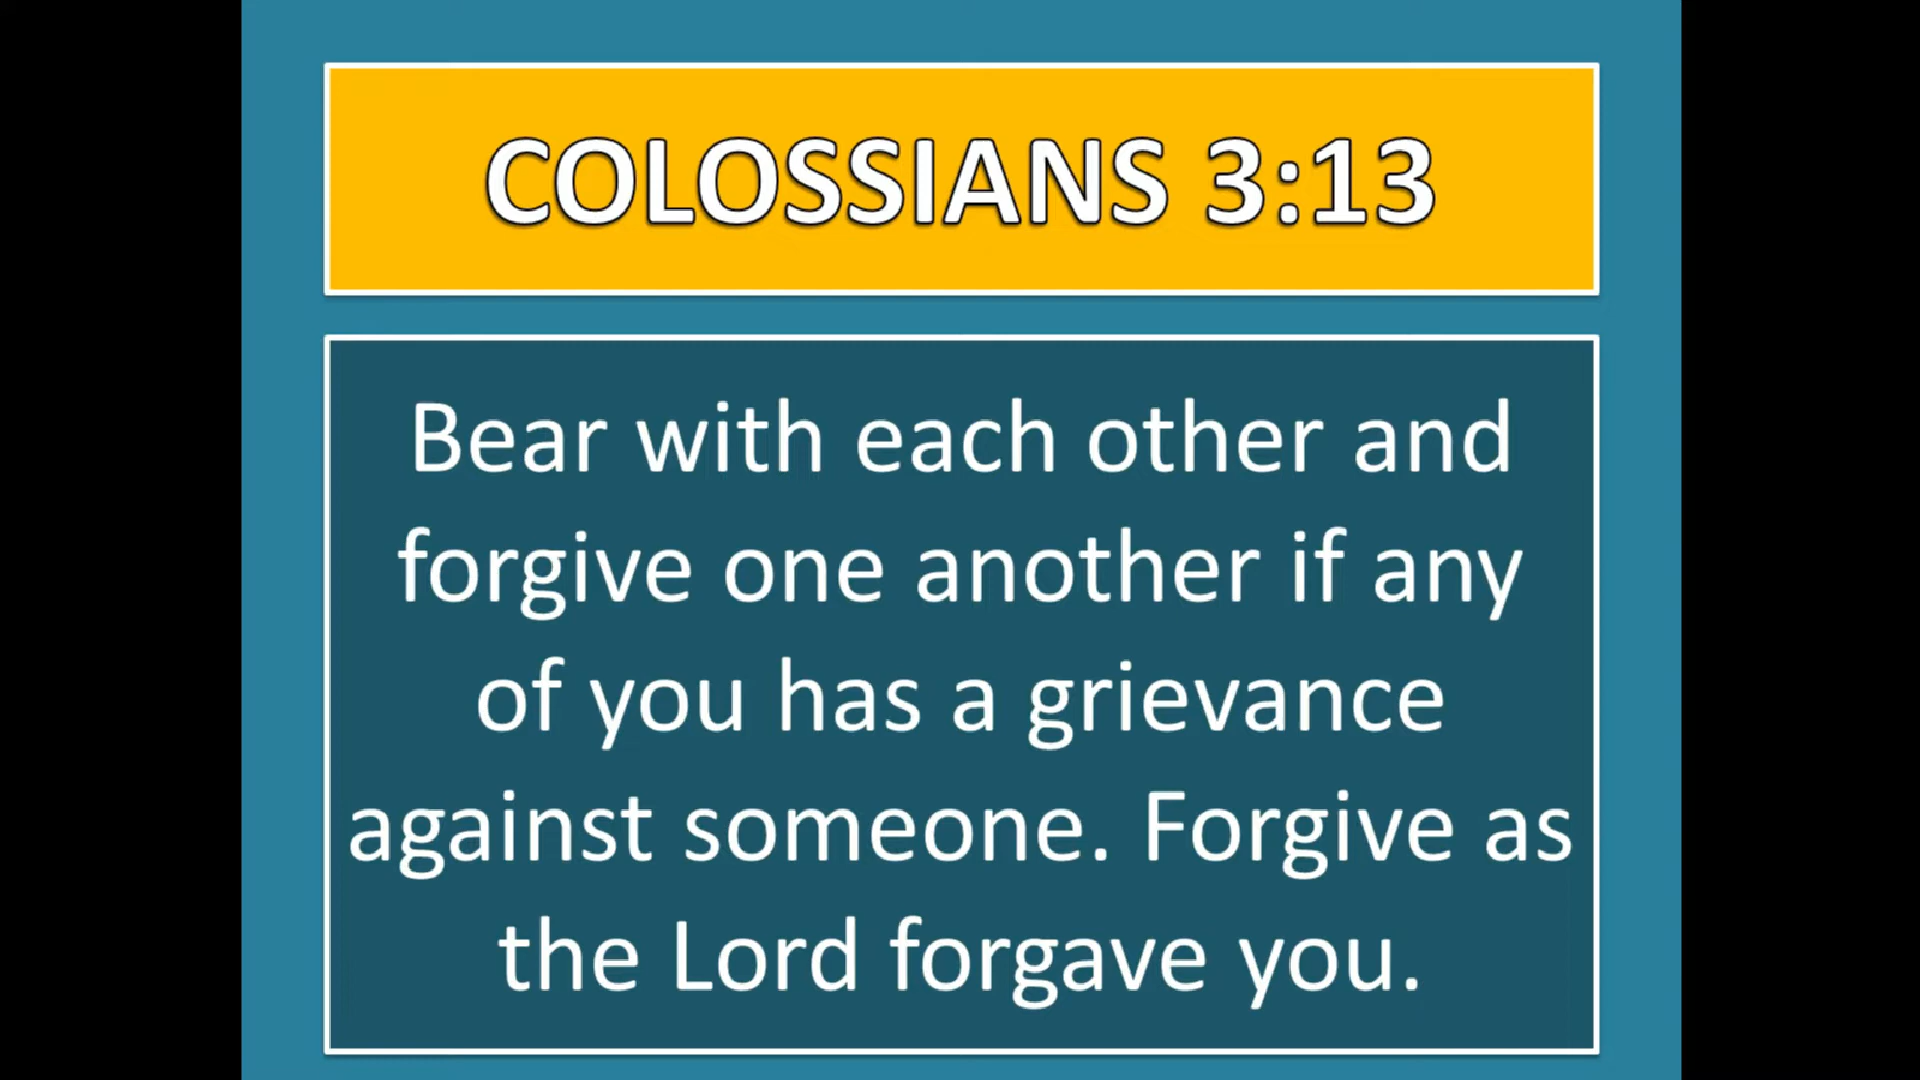 COLOSSIANS 3:13
Bear with each other and
forgive one another if any
of you has a grievance
against someone. Forgive as
the Lord forgave you.